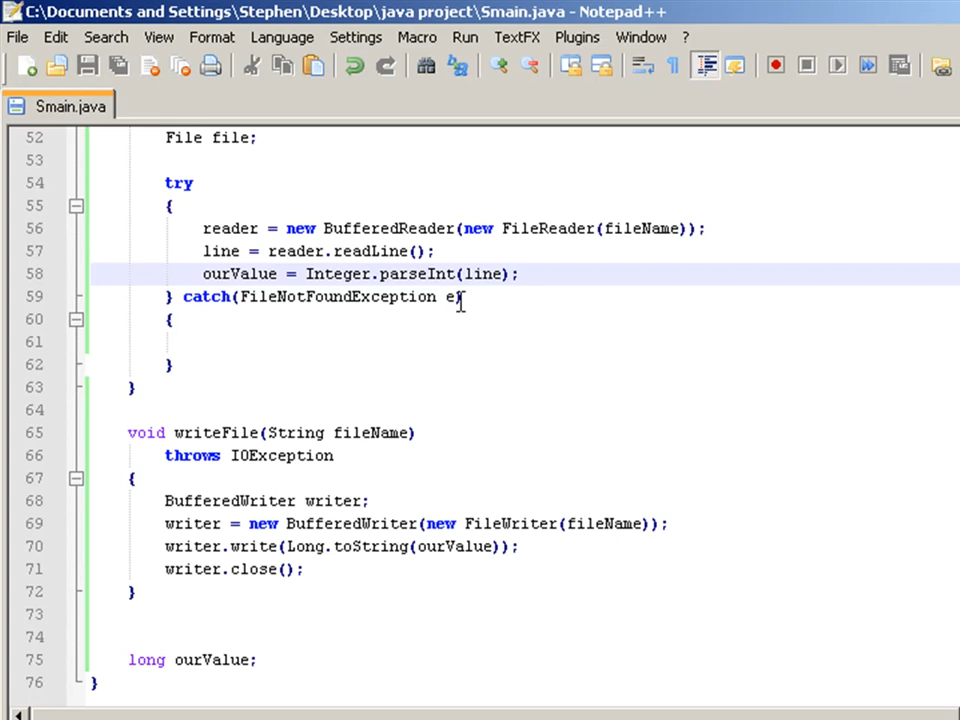 C:\Documents and Settings\Stephen\Desktop\java project\Smain.java - Notepad++
File Edit Search View Encoding Format Language Settings Macro Run TextFX Plugins Window ?
Smain.java
52 File file;
53
54 try
55 {
56 reader = new BufferedReader(new FileReader(fileName));
57 line = reader.readLine();
58 ourValue = Integer.parseInt(line);
59 } catch(FileNotFoundException e)
60 {
61
62 }
63 }
64
65 void writeFile(String fileName)
66 throws IOException
67 {
68 BufferedWriter writer;
69 writer = new BufferedWriter(new FileWriter(fileName));
70 writer.write(Long.toString(ourValue));
71 writer.close();
72 }
73
74
75 long ourValue;
76 }